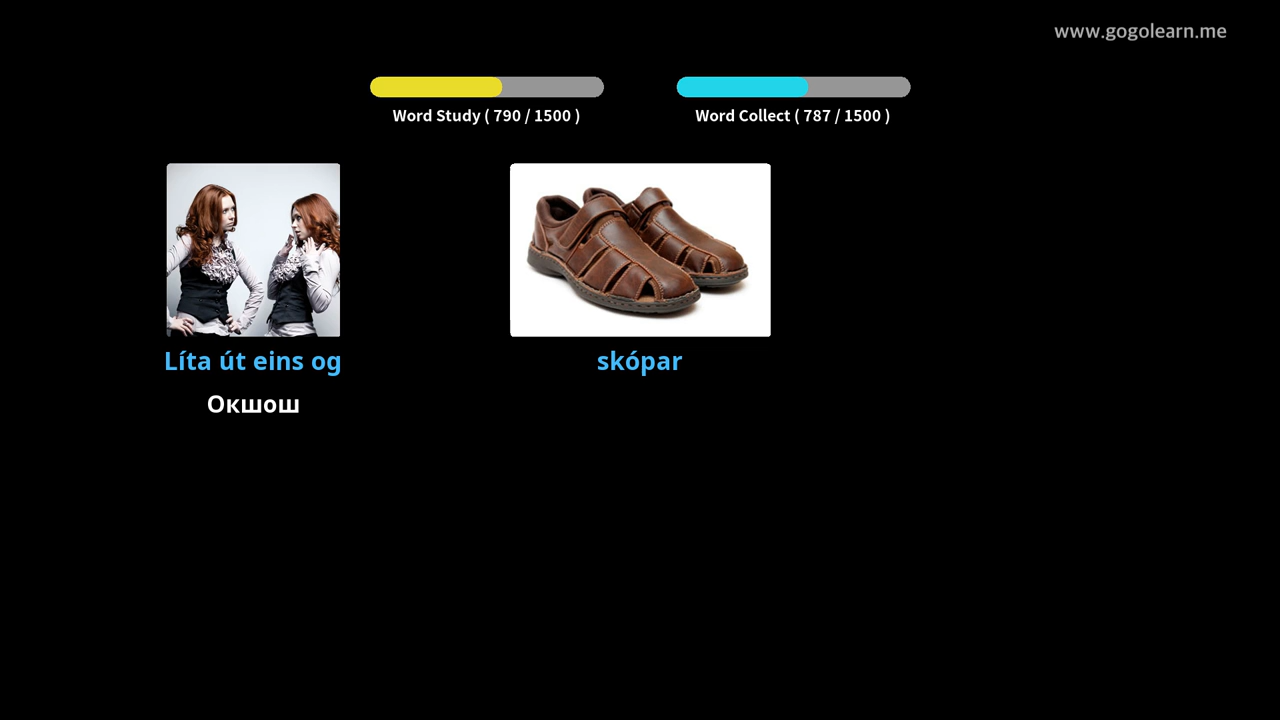 www.gogolearn.me
Word Study ( 790 / 1500 )
Word Collect ( 787 / 1500 )
Líta út eins og
skópar
Окшош